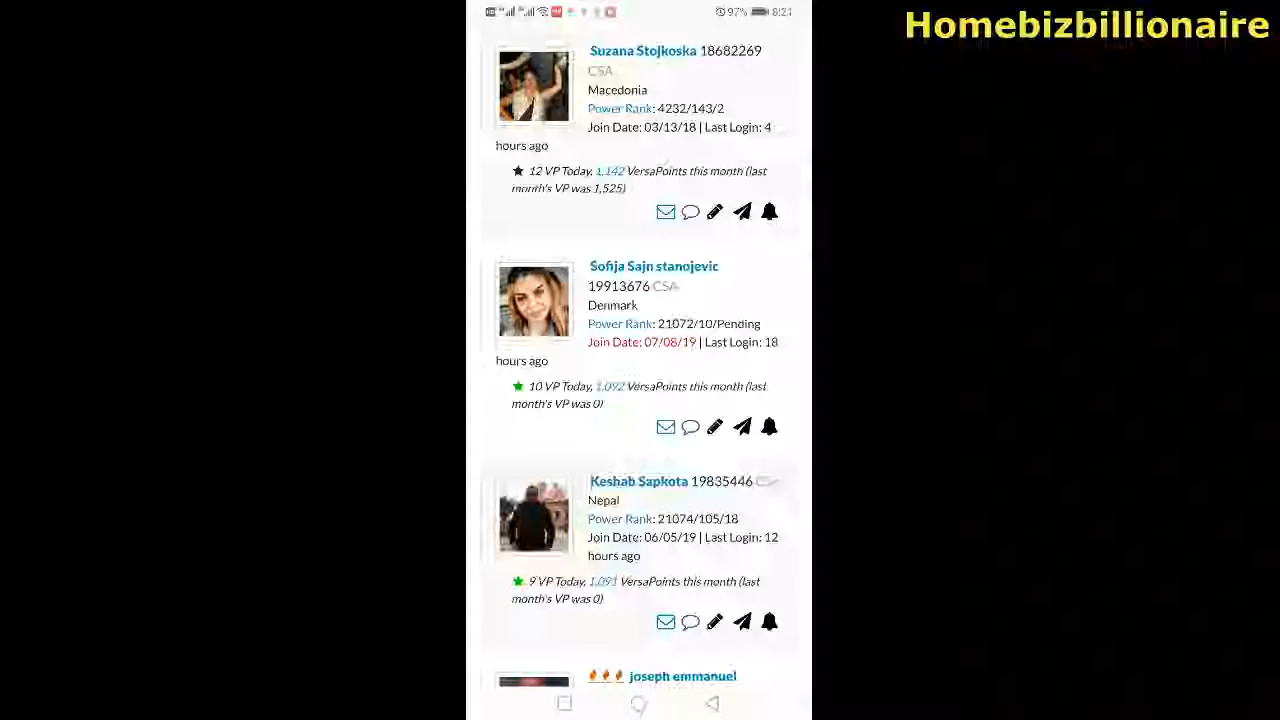 97% 8:21
Homebizbillionaire
Suzana Stojkoska 18682269
CSA
Macedonia
Power Rank: 4232/143/2
Join Date: 03/13/18 | Last Login: 4
hours ago
12 VP Today, 1,142 VersaPoints this month (last
month's VP was 1,525)
Sofija Sajn stanojevic
19913676 CSA
Denmark
Power Rank: 21072/10/Pending
Join Date: 07/08/19 | Last Login: 18
hours ago
10 VP Today, 1,092 VersaPoints this month (last
month's VP was 0)
Keshab Sapkota 19835446
Nepal
Power Rank: 21074/105/18
Join Date: 06/05/19 | Last Login: 12
hours ago
9 VP Today, 1,091 VersaPoints this month (last
month's VP was 0)
joseph emmanuel